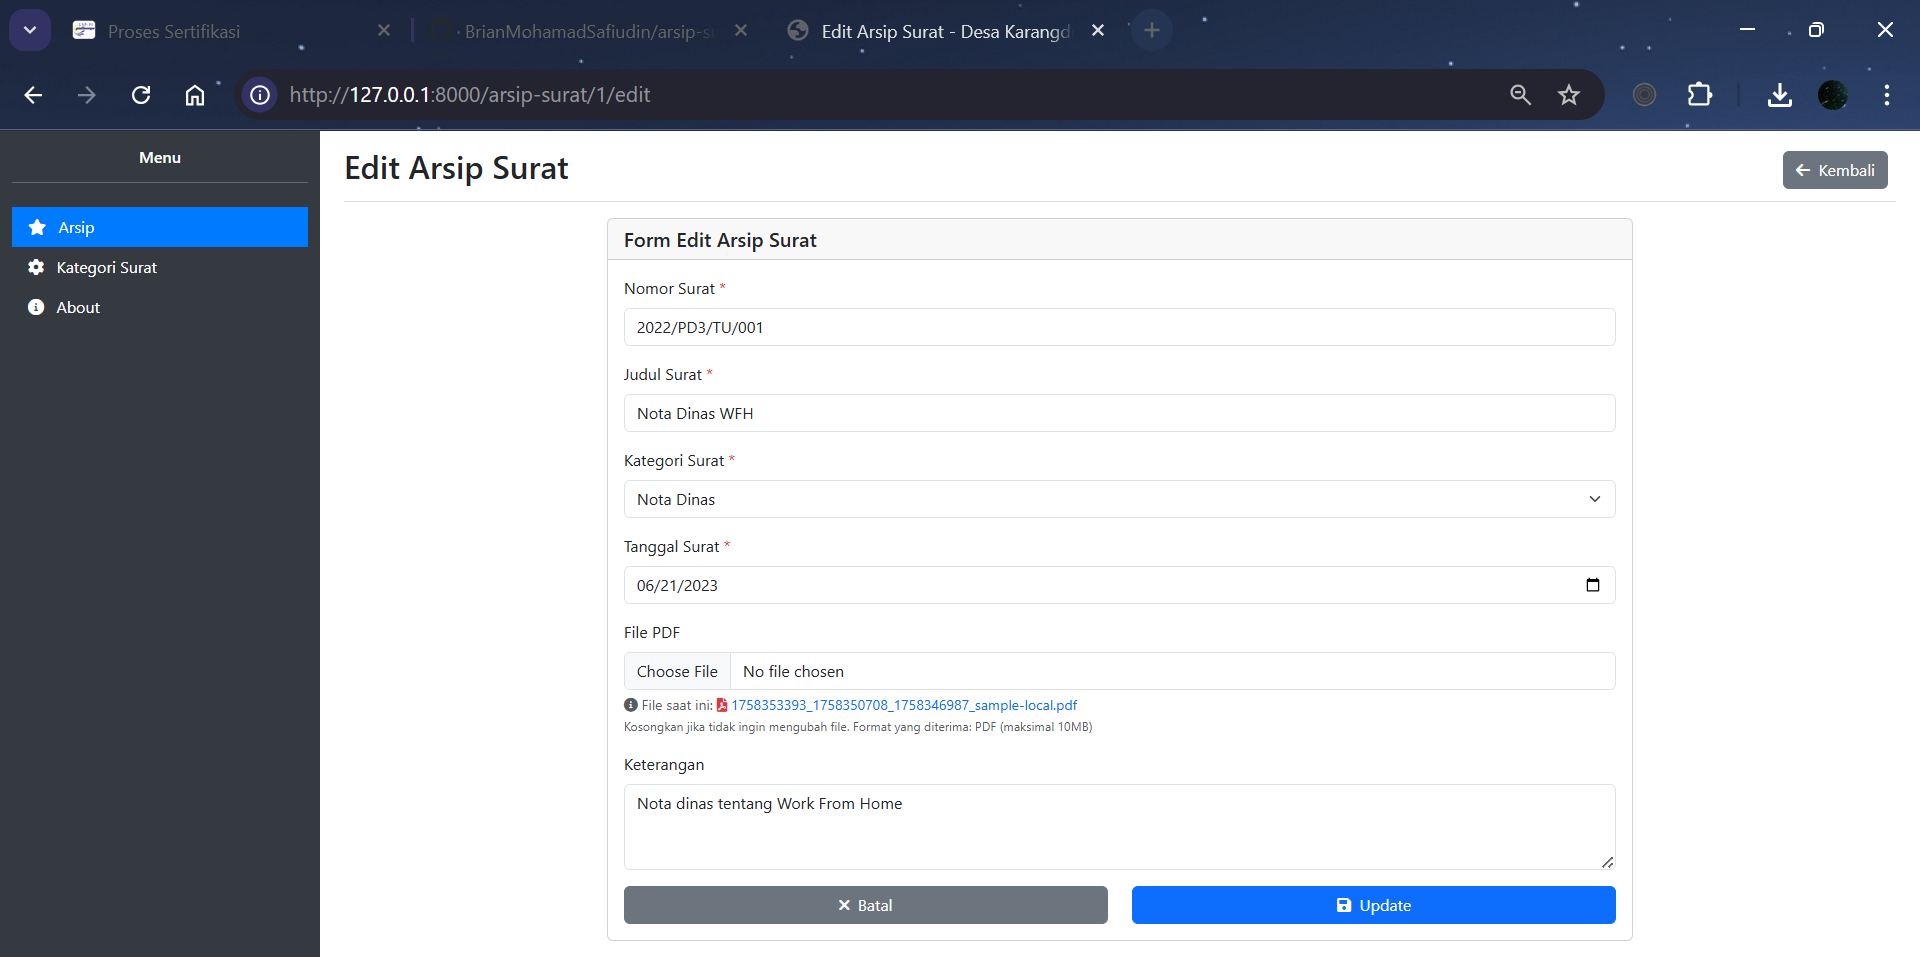 Proses Sertifikasi
BrianMohamadSafiudin/arsip-su
Edit Arsip Surat - Desa Karangd
http://127.0.0.1:8000/arsip-surat/1/edit
Menu
Arsip
Kategori Surat
About
Edit Arsip Surat
Kembali
Form Edit Arsip Surat
Nomor Surat *
2022/PD3/TU/001
Judul Surat *
Nota Dinas WFH
Kategori Surat *
Nota Dinas
Tanggal Surat *
06/21/2023
File PDF
Choose File No file chosen
File saat ini: 1758353393_1758350708_1758346987_sample-local.pdf
Kosongkan jika tidak ingin mengubah file. Format yang diterima: PDF (maksimal 10MB)
Keterangan
Nota dinas tentang Work From Home
Batal
Update